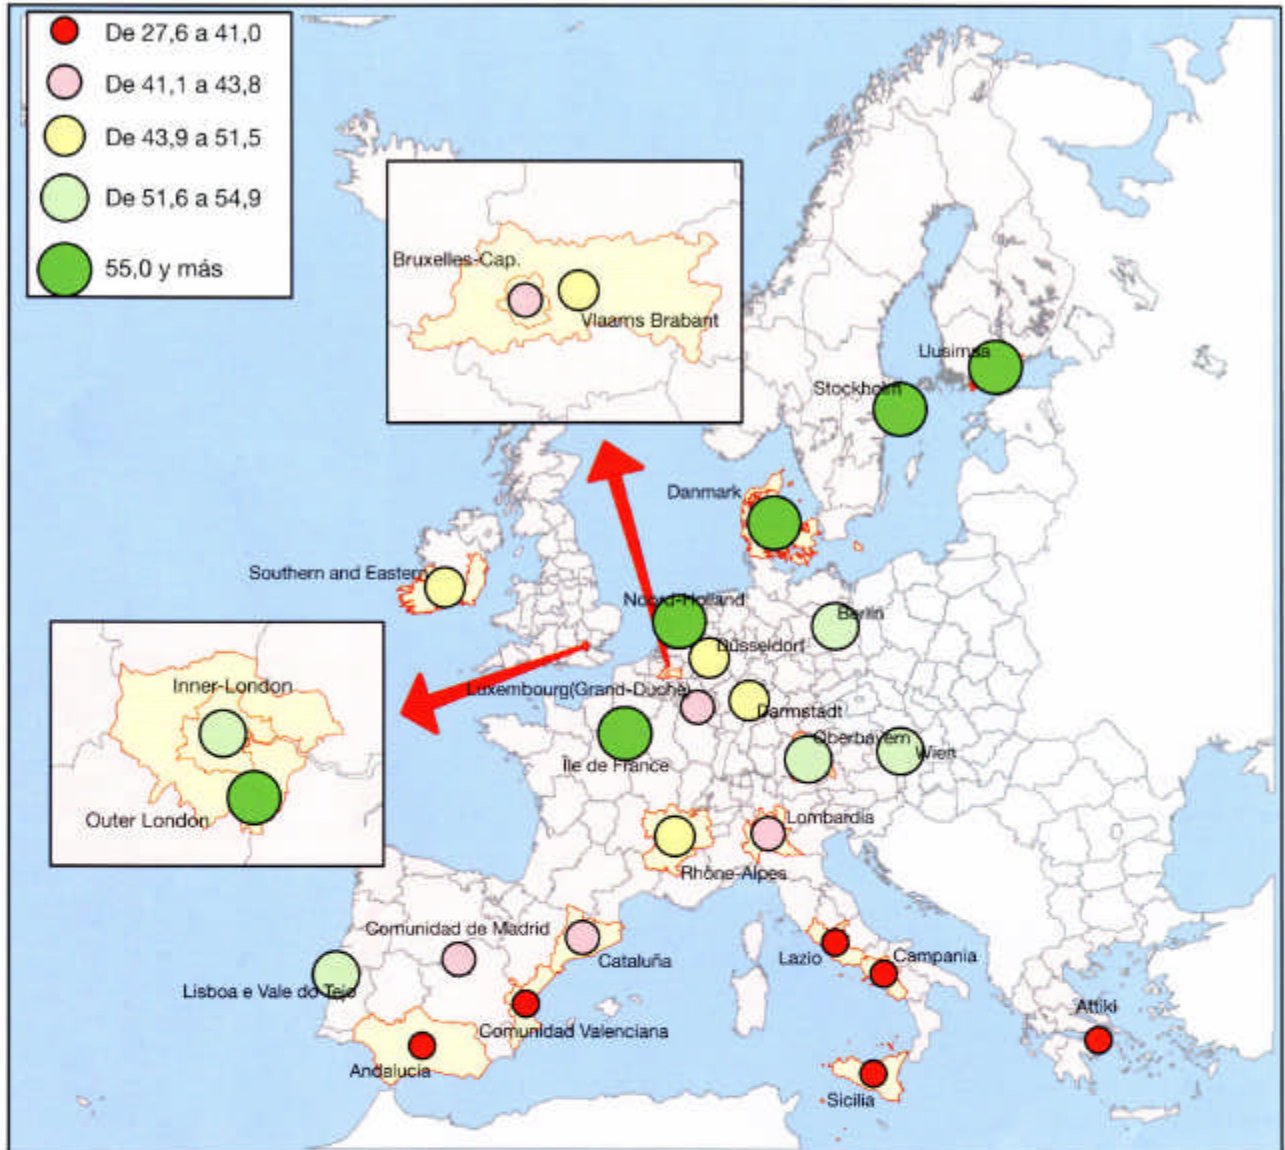 De 27,6 a 41,0
De 41,1 a 43,8
De 43,9 a 51,5
De 51,6 a 54,9
55,0 y más
Bruxelles-Cap.
Vlaams Brabant
Uusimaa
Stockholm
Danmark
Southern and Eastern
Noord-Holland
Berlin
Düsseldorf
Inner-London
Luxembourg(Grand-Duché)
Darmstadt
Oberbayern
Wien
Île de France
Outer London
Lombardia
Rhône-Alpes
Comunidad de Madrid
Cataluña
Lazio
Campania
Lisboa e Vale do Tejo
Comunidad Valenciana
Attiki
Andalucia
Sicilia